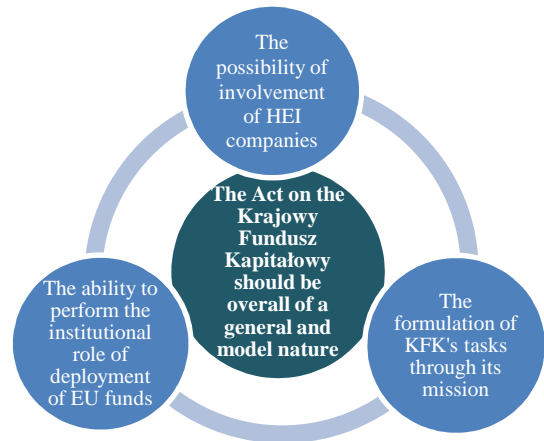 The
possibility of
involvement
of HEI
companies
The Act on the
Krajowy
Fundusz
Kapitałowy
should be
overall of a
general and
model nature
The ability to
perform the
institutional
role of
deployment
of EU funds
The
formulation of
KFK's tasks
through its
mission